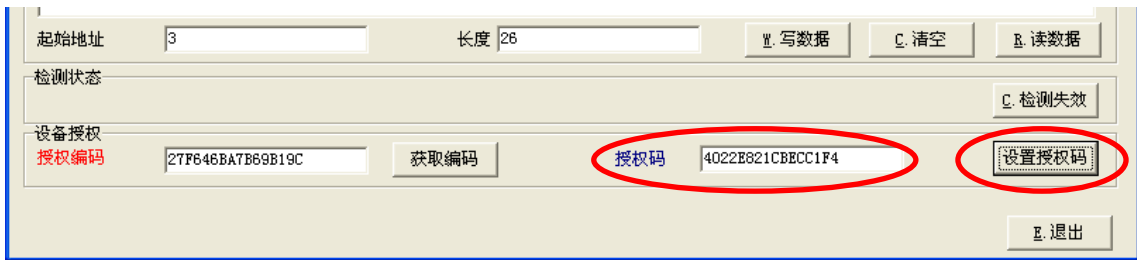 起始地址 3 长度 26 W.写数据 C.清空 R.读数据
检测状态
C.检测失效
设备授权
授权编码 27F646BA7B69B19C 获取编码 授权码 4022E821CBECC1F4 设置授权码
E.退出